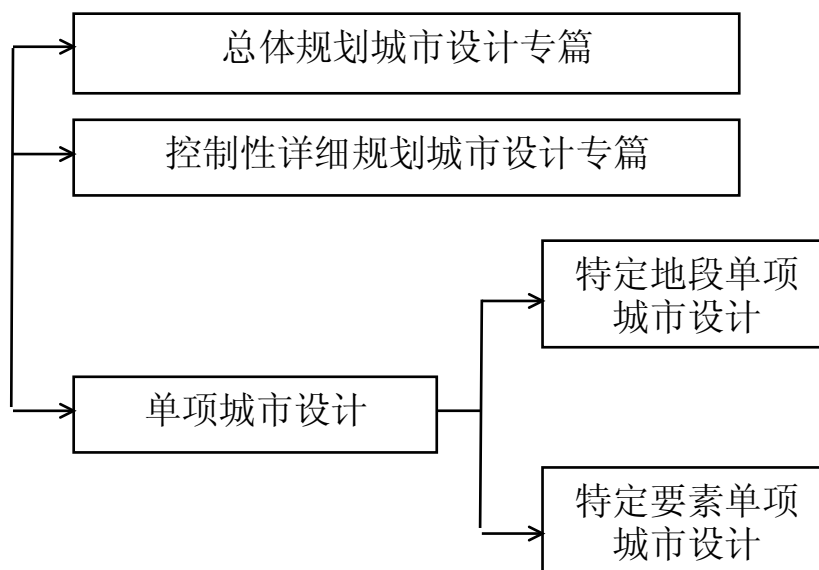 总体规划城市设计专篇
控制性详细规划城市设计专篇
特定地段单项
城市设计
单项城市设计
特定要素单项
城市设计